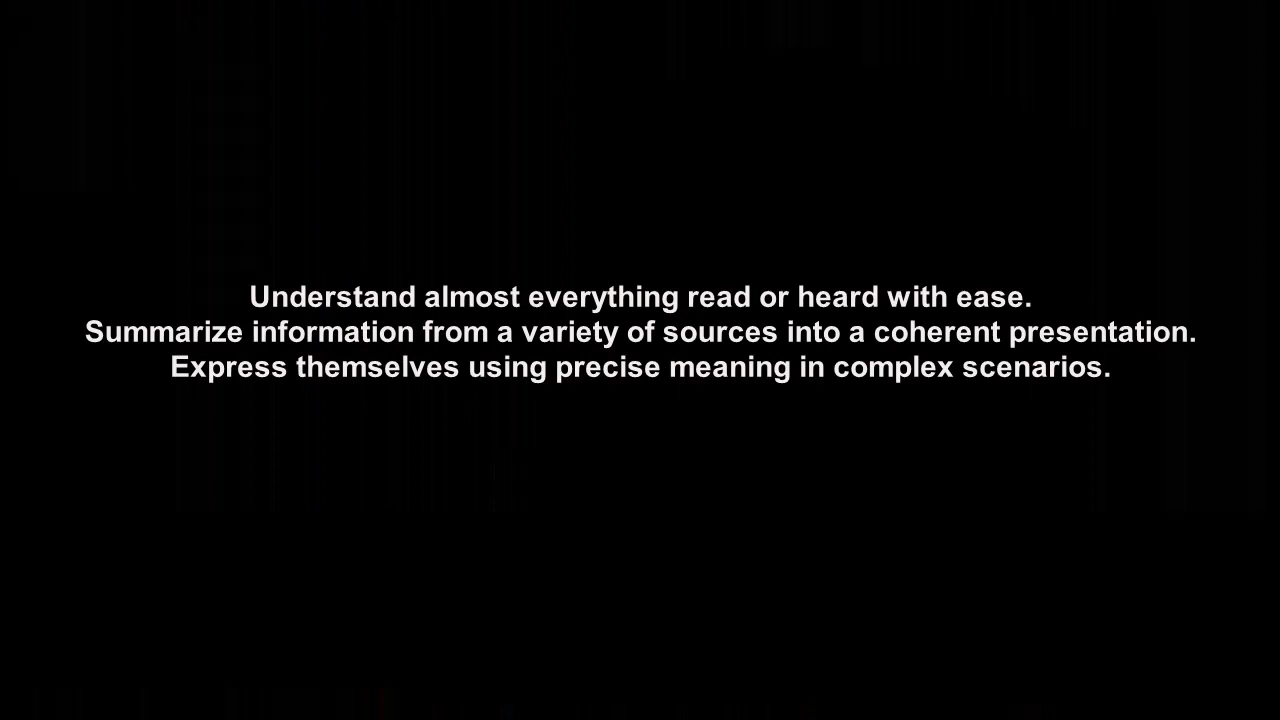 Understand almost everything read or heard with ease.
Summarize information from a variety of sources into a coherent presentation.
Express themselves using precise meaning in complex scenarios.